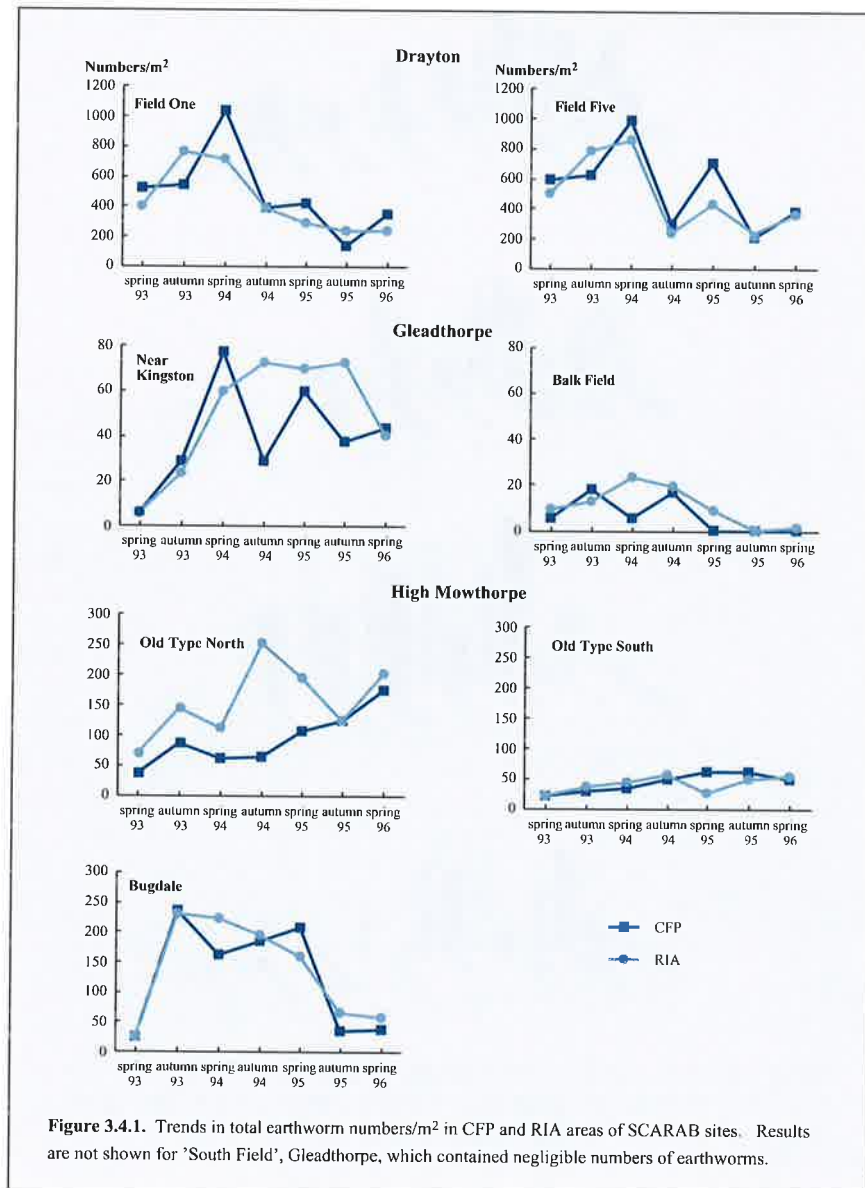 Drayton
Numbers/m²
1200
1000
800
600
400
200
0
Field One
spring autumn spring autumn spring autumn spring
93 93 94 94 95 95 96
Numbers/m²
1200
1000
800
600
400
200
0
Field Five
spring autumn spring autumn spring autumn spring
93 93 94 94 95 95 96
Gleadthorpe
80
60
40
20
0
Near
Kingston
spring autumn spring autumn spring autumn spring
93 93 94 94 95 95 96
80
60
40
20
0
Balk Field
spring autumn spring autumn spring autumn spring
93 93 94 94 95 95 96
High Mowthorpe
300
250
200
150
100
50
0
Old Type North
spring autumn spring autumn spring autumn spring
93 93 94 94 95 95 96
300
250
200
150
100
50
0
Old Type South
spring autumn spring autumn spring autumn spring
93 93 94 94 95 95 96
300
250
200
150
100
50
0
Bugdale
spring autumn spring autumn spring autumn spring
93 93 94 94 95 95 96
CFP
RIA
Figure 3.4.1. Trends in total earthworm numbers/m² in CFP and RIA areas of SCARAB sites. Results
are not shown for 'South Field', Gleadthorpe, which contained negligible numbers of earthworms.